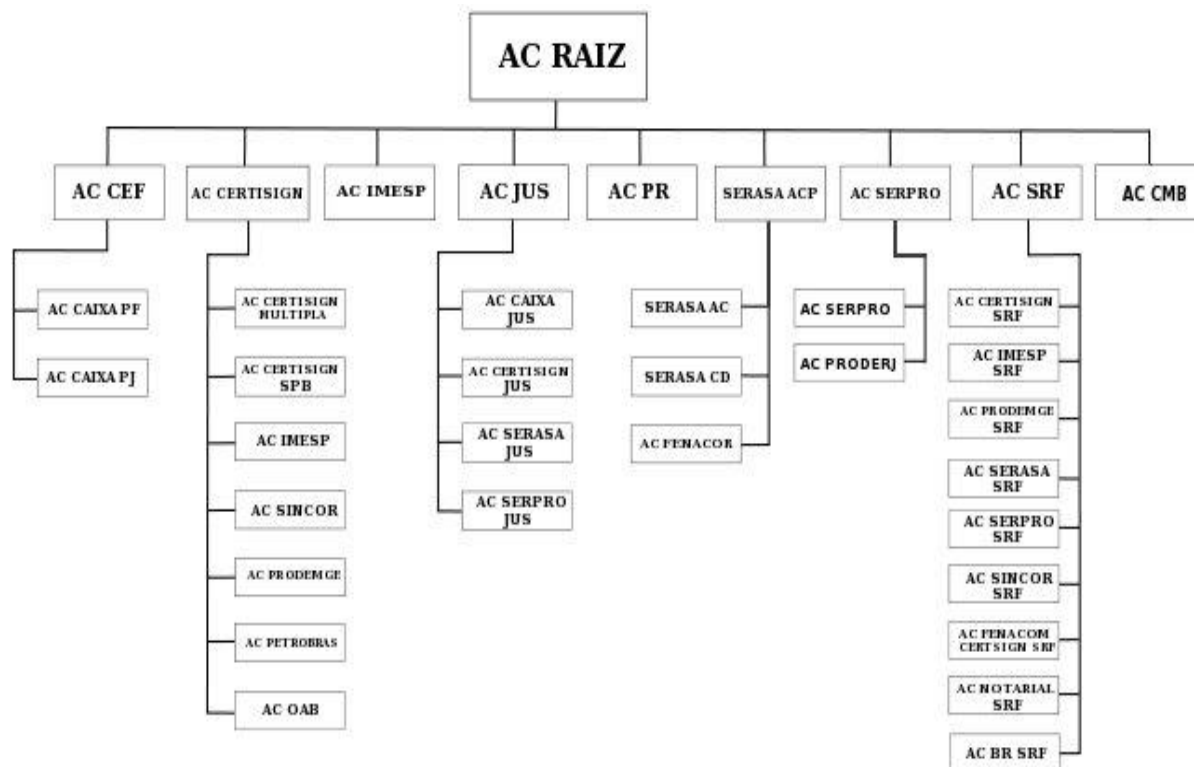 AC RAIZ
AC CEF
AC CERTISIGN
AC IMESP
AC JUS
AC PR
SERASA ACP
AC SERPRO
AC SRF
AC CMB
AC CAIXA PF
AC CAIXA PJ
AC CERTISIGN
MULTIPLA
AC CERTISIGN
SPB
AC IMESP
AC SINCOR
AC PRODEMGE
AC PETROBRAS
AC OAB
AC CAIXA
JUS
AC CERTISIGN
JUS
AC SERASA
JUS
AC SERPRO
JUS
SERASA AC
SERASA CD
AC FENACOR
AC SERPRO
AC PRODERJ
AC CERTISIGN
SRF
AC IMESP
SRF
AC PRODEMGE
SRF
AC SERASA
SRF
AC SERPRO
SRF
AC SINCOR
SRF
AC FENACOM
CERTSIGN SRF
AC NOTARIAL
SRF
AC BR SRF